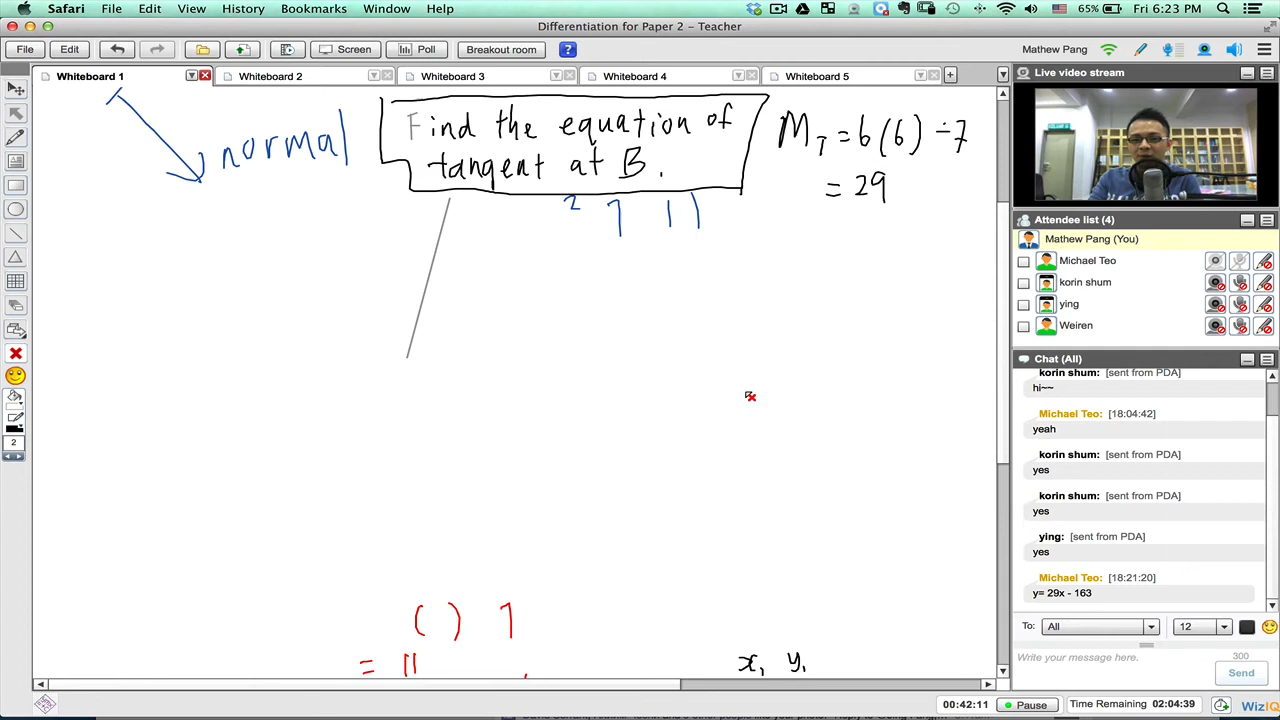 Safari File Edit View History Bookmarks Window Help
65% Fri 6:23 PM
Differentiation for Paper 2 - Teacher
File Edit Screen Poll Breakout room ? Mathew Pang
Whiteboard 1 Whiteboard 2 Whiteboard 3 Whiteboard 4 Whiteboard 5
Live video stream
normal
Find the equation of
tangent at B.
M_T = 6(6) - 7
= 29
2 7 1 )
( ) 7
= 11
x₁ y₁
2
Attendee list (4)
Mathew Pang (You)
Michael Teo
korin shum
ying
Weiren
Chat (All)
korin shum: [sent from PDA]
hi~~
Michael Teo: [18:04:42]
yeah
korin shum: [sent from PDA]
yes
korin shum: [sent from PDA]
yes
ying: [sent from PDA]
yes
Michael Teo: [18:21:20]
y= 29x - 163
To: All 12
Write your message here. 300
Send
00:42:11 Pause Time Remaining 02:04:39 WizIQ